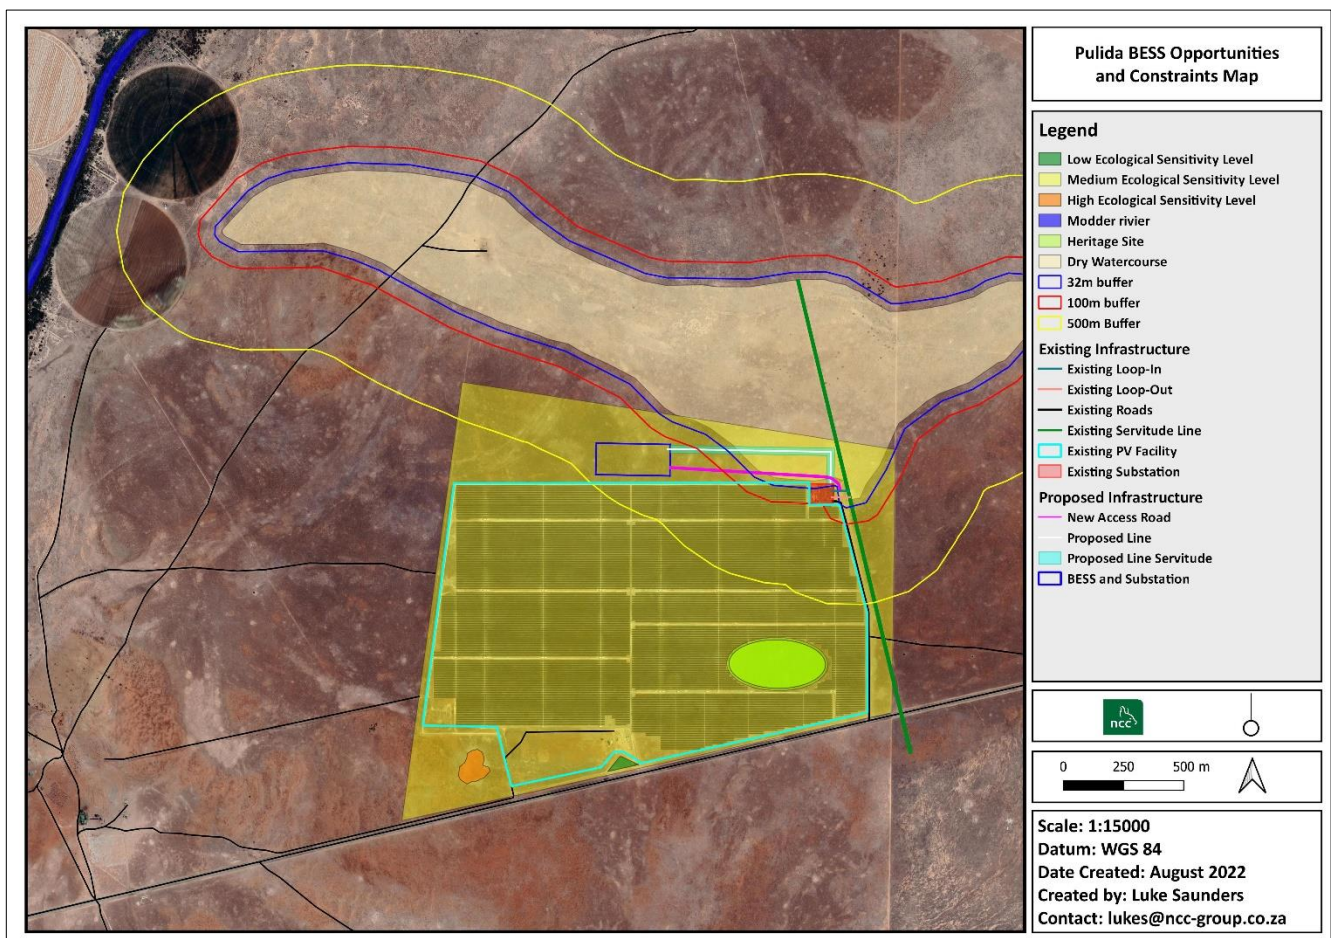 Pulida BESS Opportunities
and Constraints Map
Legend
Low Ecological Sensitivity Level
Medium Ecological Sensitivity Level
High Ecological Sensitivity Level
Modder rivier
Heritage Site
Dry Watercourse
32m buffer
100m buffer
500m Buffer
Existing Infrastructure
Existing Loop-In
Existing Loop-Out
Existing Roads
Existing Servitude Line
Existing PV Facility
Existing Substation
Proposed Infrastructure
New Access Road
Proposed Line
Proposed Line Servitude
BESS and Substation
ncc
0 250 500 m
Scale: 1:15000
Datum: WGS 84
Date Created: August 2022
Created by: Luke Saunders
Contact: lukes@ncc-group.co.za